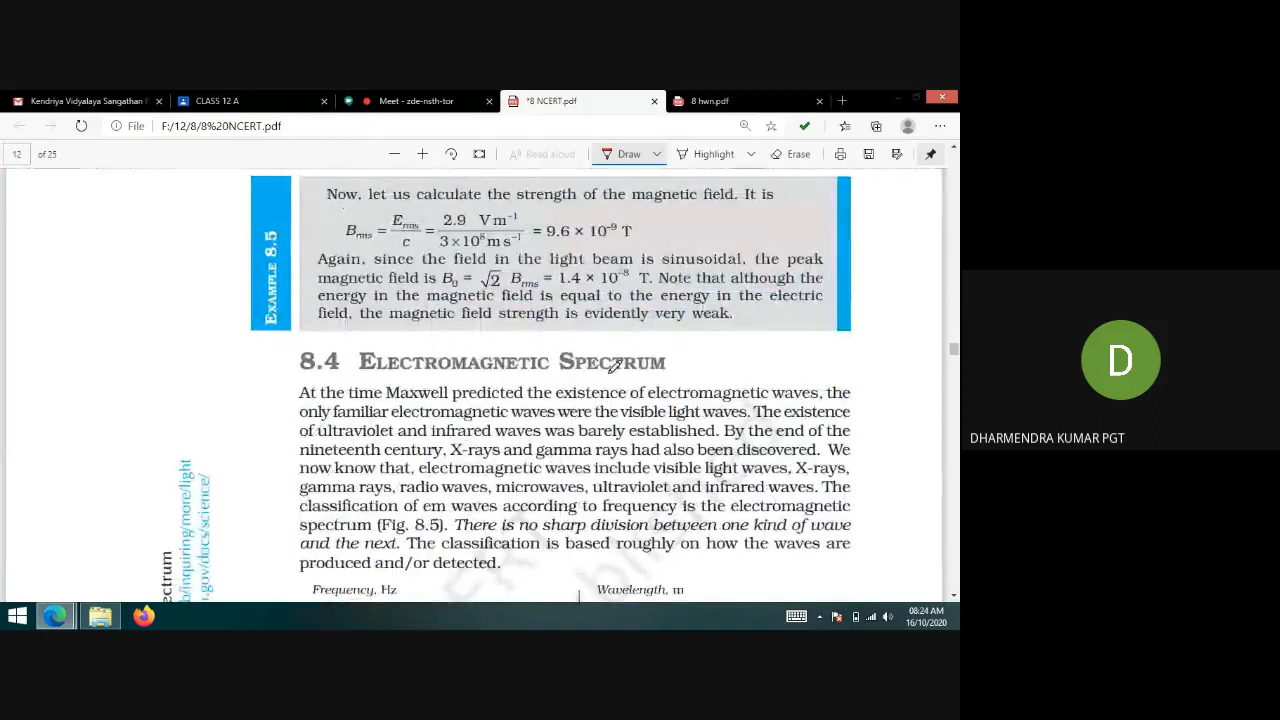 Kendriya Vidyalaya Sangathan
CLASS 12 A
Meet - zde-nsth-tor
*8 NCERT.pdf
8 hwn.pdf
File F:/12/8/8%20NCERT.pdf
12 of 25
Read aloud
Draw
Highlight
Erase
EXAMPLE 8.5
Now, let us calculate the strength of the magnetic field. It is
B_rms = E_rms/c = 2.9 V m⁻¹/3 × 10⁸ m s⁻¹ = 9.6 × 10⁻⁹ T
Again, since the field in the light beam is sinusoidal, the peak
magnetic field is B₀ = √2 B_rms = 1.4 × 10⁻⁸ T. Note that although the
energy in the magnetic field is equal to the energy in the electric
field, the magnetic field strength is evidently very weak.
8.4 ELECTROMAGNETIC SPECTRUM
At the time Maxwell predicted the existence of electromagnetic waves, the
only familiar electromagnetic waves were the visible light waves. The existence
of ultraviolet and infrared waves was barely established. By the end of the
nineteenth century, X-rays and gamma rays had also been discovered. We
now know that, electromagnetic waves include visible light waves, X-rays,
gamma rays, radio waves, microwaves, ultraviolet and infrared waves. The
classification of em waves according to frequency is the electromagnetic
spectrum (Fig. 8.5). There is no sharp division between one kind of wave
and the next. The classification is based roughly on how the waves are
produced and/or detected.
Frequency, Hz
Wavelength, m
b/inquiring/more/light
.gov/docs/science/
DHARMENDRA KUMAR PGT
D
08:24 AM
16/10/2020